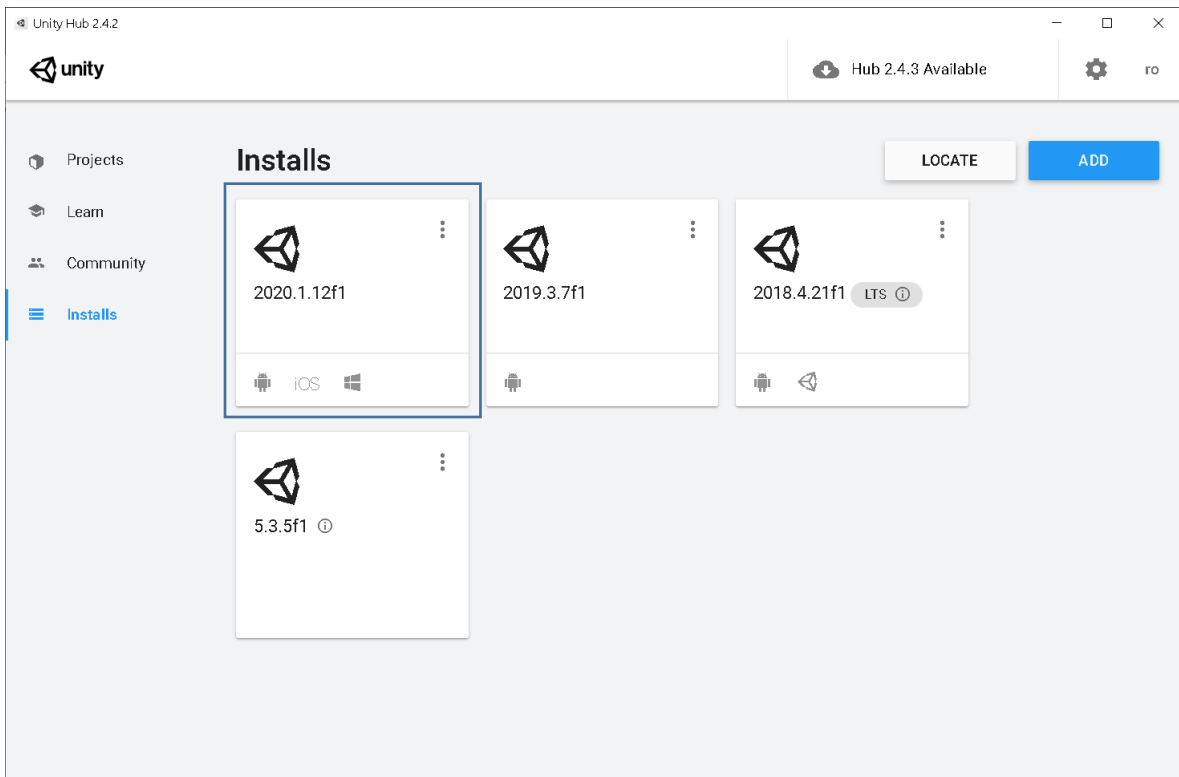 Unity Hub 2.4.2
unity
Hub 2.4.3 Available
ro
Projects
Learn
Community
Installs
Installs
LOCATE
ADD
2020.1.12f1
iOS
2019.3.7f1
2018.4.21f1 LTS
5.3.5f1